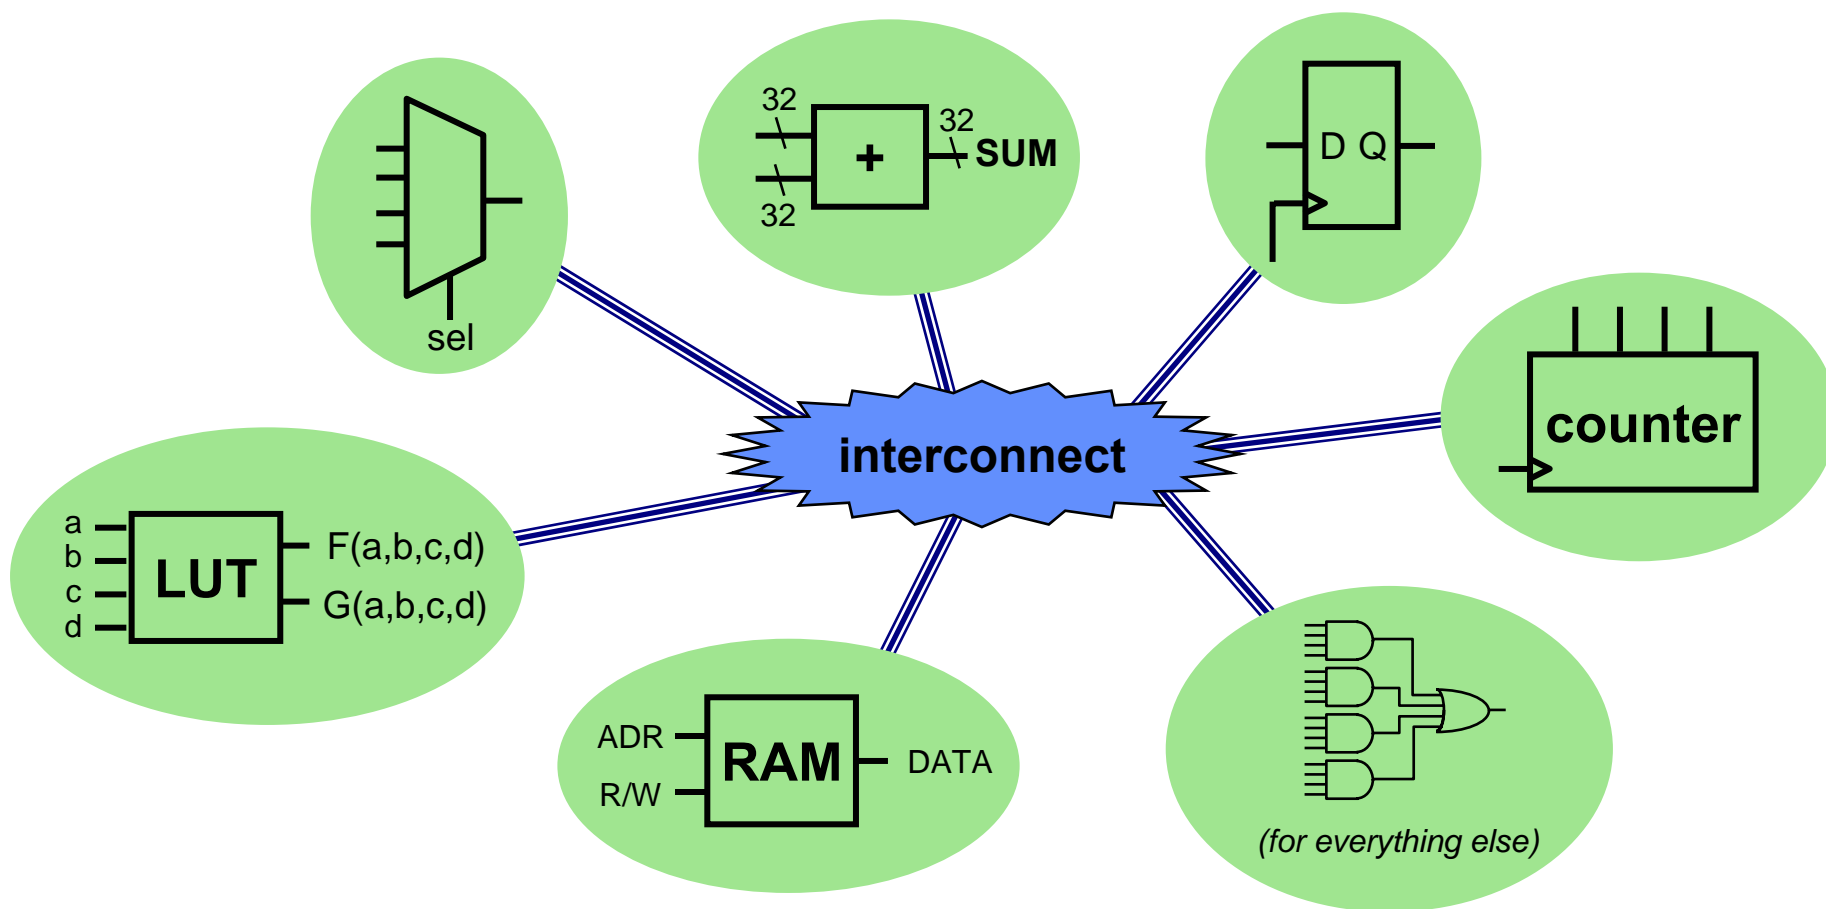 sel
32
32
+
32
SUM
D Q
counter
interconnect
a
b
c
d
LUT
F(a,b,c,d)
G(a,b,c,d)
ADR
R/W
RAM
DATA
(for everything else)